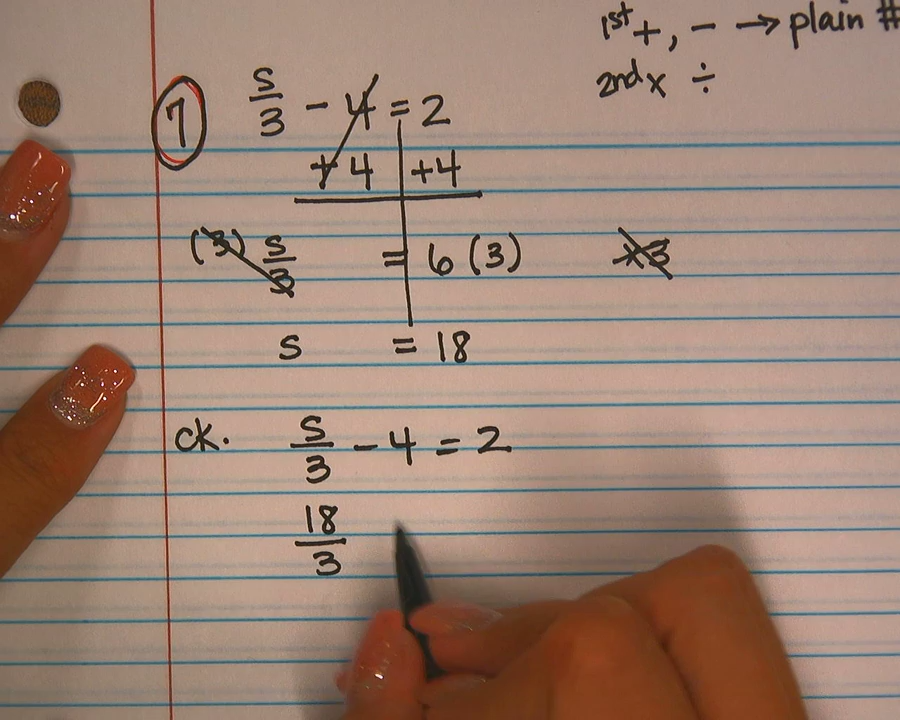 1st +, - → plain #
2nd x ÷
7 s/3 - 4 = 2
+ 4 +4
(3) s/3 = 6 (3) x3
s = 18
ck. s/3 - 4 = 2
18/3